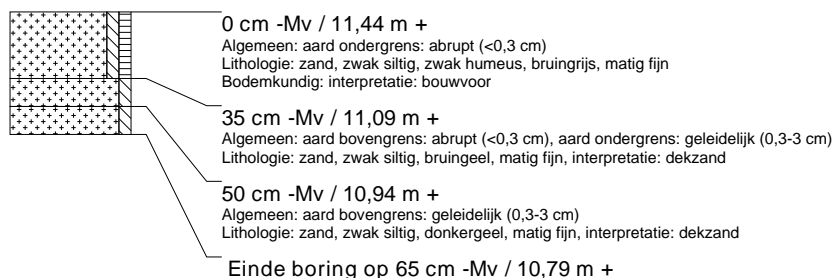 0 cm -Mv / 11,44 m +
Algemeen: aard ondergrens: abrupt (<0,3 cm)
Lithologie: zand, zwak siltig, zwak humeus, bruingrijs, matig fijn
Bodemkundig: interpretatie: bouwvoor
35 cm -Mv / 11,09 m +
Algemeen: aard bovengrens: abrupt (<0,3 cm), aard ondergrens: geleidelijk (0,3-3 cm)
Lithologie: zand, zwak siltig, bruingeel, matig fijn, interpretatie: dekzand
50 cm -Mv / 10,94 m +
Algemeen: aard bovengrens: geleidelijk (0,3-3 cm)
Lithologie: zand, zwak siltig, donkergeel, matig fijn, interpretatie: dekzand
Einde boring op 65 cm -Mv / 10,79 m +